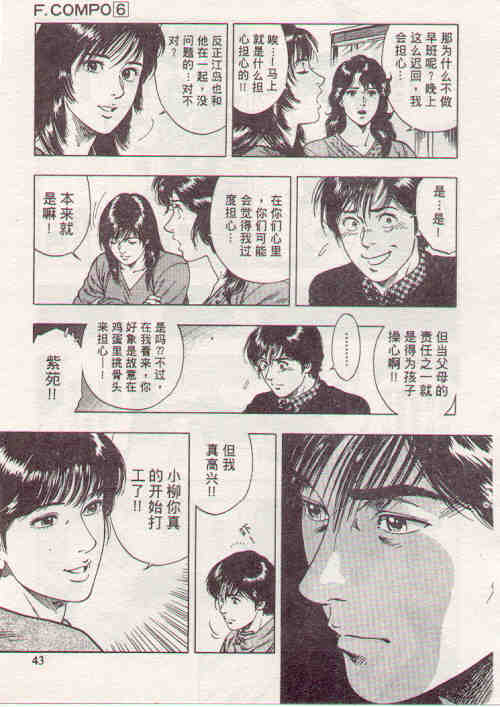 F.COMPO 6
那为什么不做
早班呢?晚上
这么迟回,我
会担心…
唉…!马上
就是什么担
心担心的!!
反正江岛也和
他在一起,没
问题的…对不
对?
是…是!
在你们心里
,你们可能
会觉得我过
度担心…
本来就
是嘛!
但当父母的
责任之一就
是得为孩子
操心啊!!
………
是吗??不过,
在我看来,你
好象是故意在
鸡蛋里挑骨头
来担心——!
紫苑!!
但我
真高兴!!
吓
小柳你真
的开始打
工了!!
43